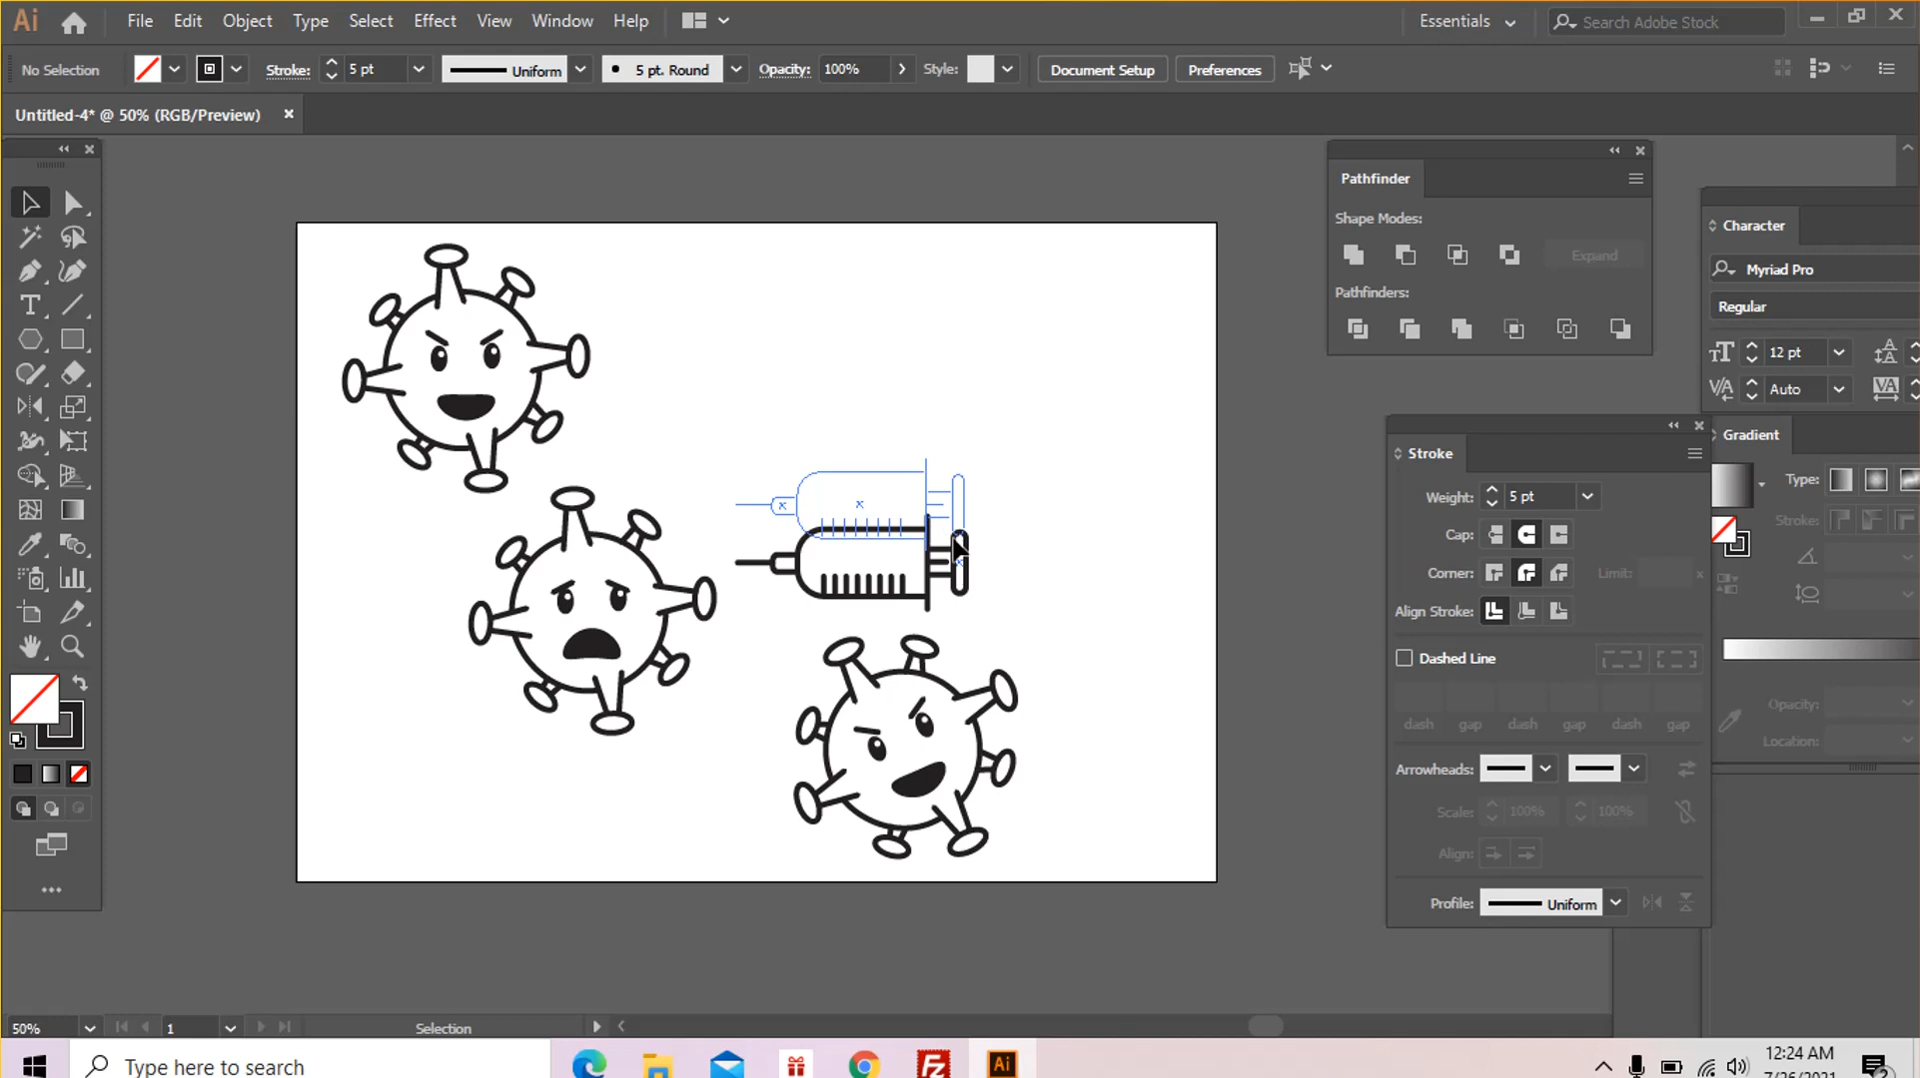 Ai File Edit Object Type Select Effect View Window Help Essentials Search Adobe Stock
No Selection Stroke: 5 pt Uniform 5 pt. Round Opacity: 100% Style: Document Setup Preferences
Untitled-4* @ 50% (RGB/Preview)
Pathfinder
Shape Modes:
Expand
Pathfinders:
Character
Myriad Pro
Regular
12 pt
Auto
Stroke
Weight: 5 pt
Cap:
Corner: Limit:
Align Stroke:
Dashed Line
dash gap dash gap dash gap
Arrowheads:
Scale: 100% 100%
Align:
Profile: Uniform
Gradient
Type:
Stroke:
Opacity:
Location:
50% 1 Selection
Type here to search
Ai
12:24 AM
7/26/2021